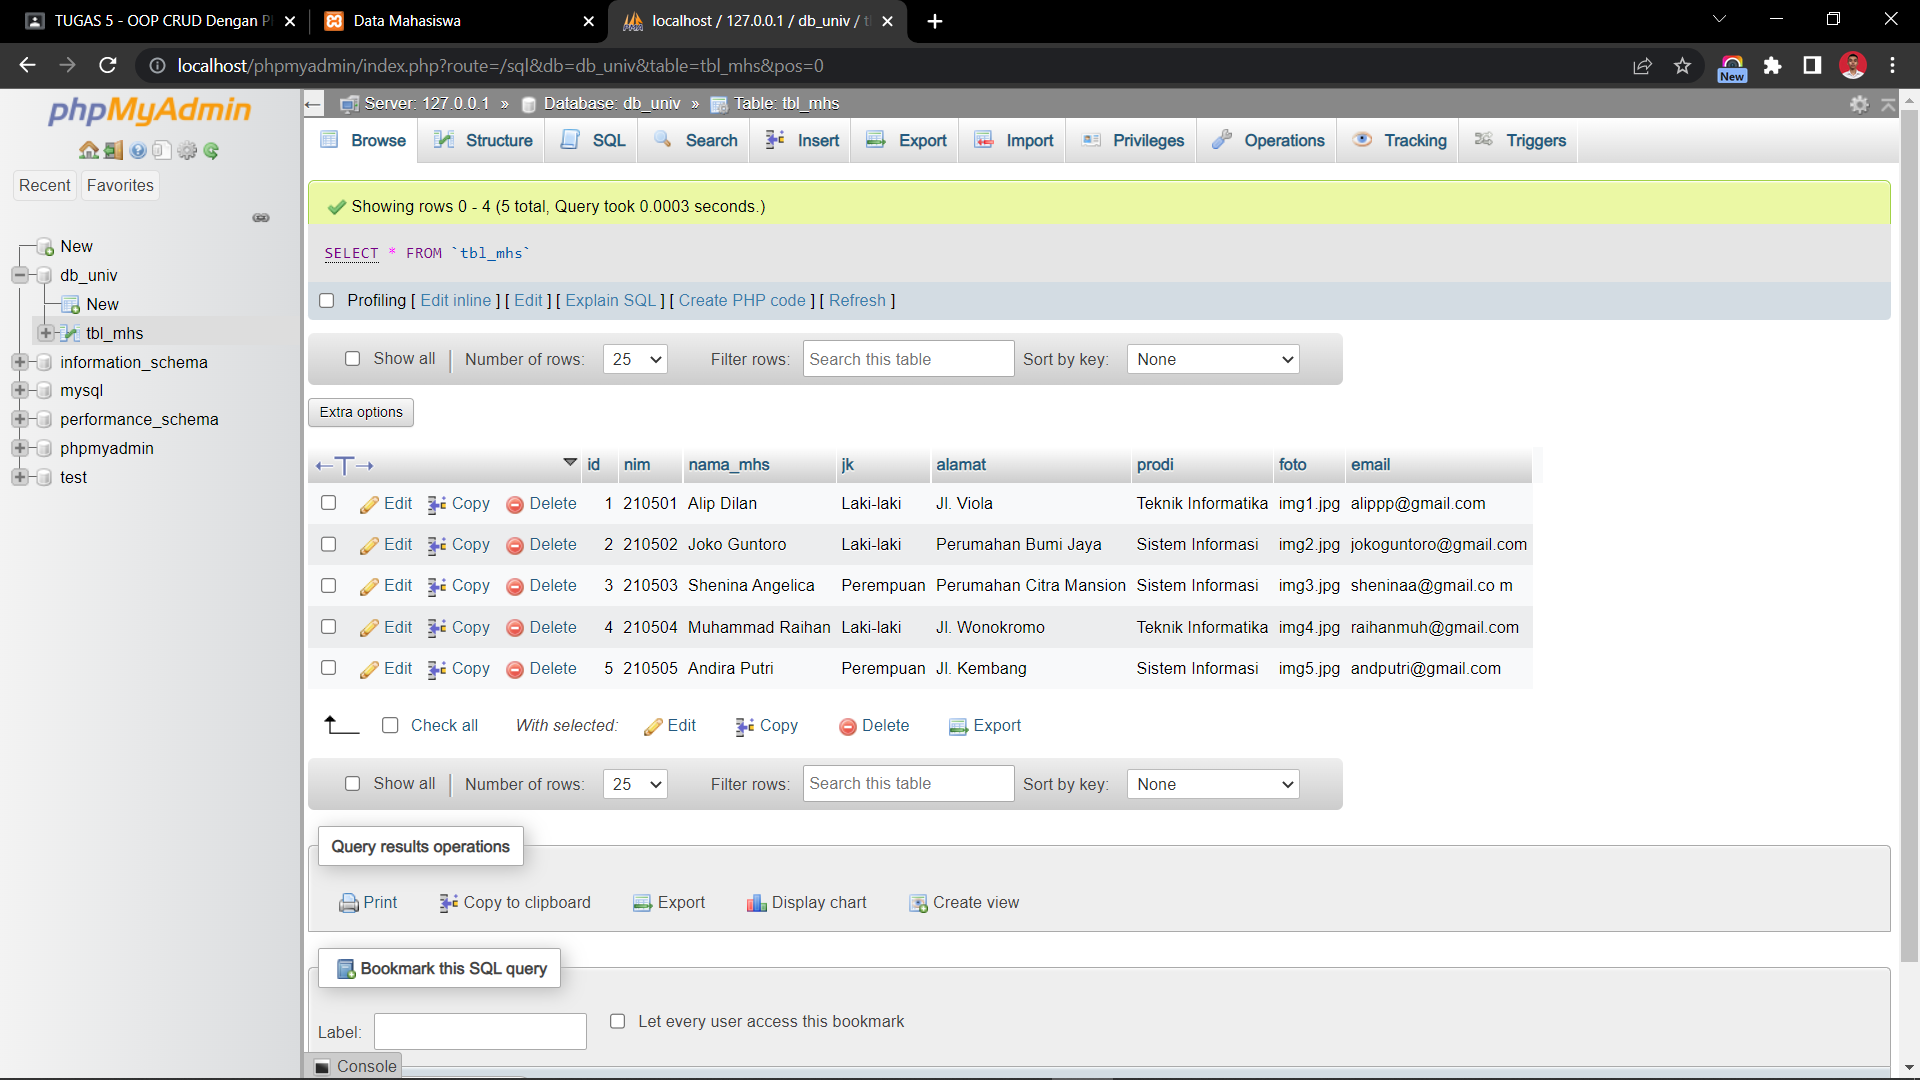 TUGAS 5 - OOP CRUD Dengan P
Data Mahasiswa
localhost / 127.0.0.1 / db_univ / t
localhost/phpmyadmin/index.php?route=/sql&db=db_univ&table=tbl_mhs&pos=0
New
phpMyAdmin
Recent Favorites
New
db_univ
New
tbl_mhs
information_schema
mysql
performance_schema
phpmyadmin
test
Server: 127.0.0.1 » Database: db_univ » Table: tbl_mhs
Browse Structure SQL Search Insert Export Import Privileges Operations Tracking Triggers
Showing rows 0 - 4 (5 total, Query took 0.0003 seconds.)
SELECT * FROM `tbl_mhs`
Profiling [ Edit inline ] [ Edit ] [ Explain SQL ] [ Create PHP code ] [ Refresh ]
Show all Number of rows: 25 Filter rows: Search this table Sort by key: None
Extra options
id nim nama_mhs jk alamat prodi foto email
Edit Copy Delete 1 210501 Alip Dilan Laki-laki Jl. Viola Teknik Informatika img1.jpg alippp@gmail.com
Edit Copy Delete 2 210502 Joko Guntoro Laki-laki Perumahan Bumi Jaya Sistem Informasi img2.jpg jokoguntoro@gmail.com
Edit Copy Delete 3 210503 Shenina Angelica Perempuan Perumahan Citra Mansion Sistem Informasi img3.jpg sheninaa@gmail.co m
Edit Copy Delete 4 210504 Muhammad Raihan Laki-laki Jl. Wonokromo Teknik Informatika img4.jpg raihanmuh@gmail.com
Edit Copy Delete 5 210505 Andira Putri Perempuan Jl. Kembang Sistem Informasi img5.jpg andputri@gmail.com
Check all With selected: Edit Copy Delete Export
Show all Number of rows: 25 Filter rows: Search this table Sort by key: None
Query results operations
Print Copy to clipboard Export Display chart Create view
Bookmark this SQL query
Label: Let every user access this bookmark
Console